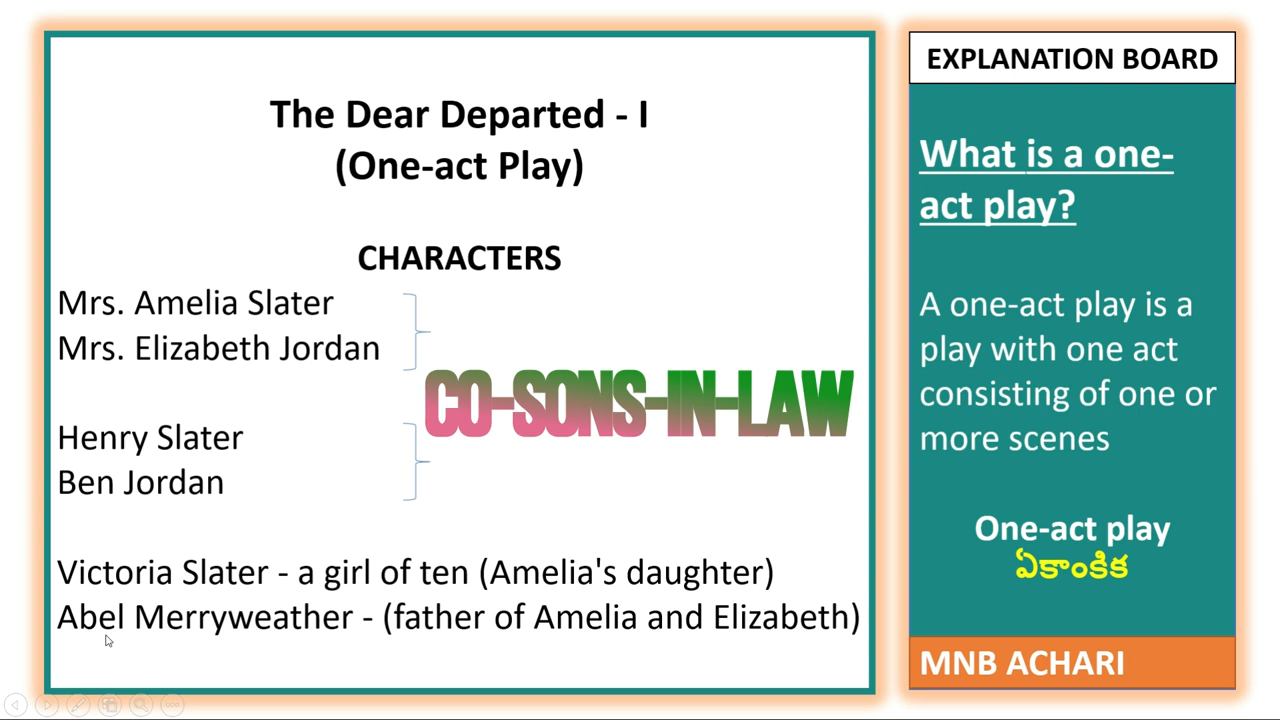 The Dear Departed - I
(One-act Play)
CHARACTERS
Mrs. Amelia Slater
Mrs. Elizabeth Jordan
CO-SONS-IN-LAW
Henry Slater
Ben Jordan
Victoria Slater - a girl of ten (Amelia's daughter)
Abel Merryweather - (father of Amelia and Elizabeth)
EXPLANATION BOARD
What is a one-
act play?
A one-act play is a
play with one act
consisting of one or
more scenes
One-act play
ఏకాంకిక
MNB ACHARI